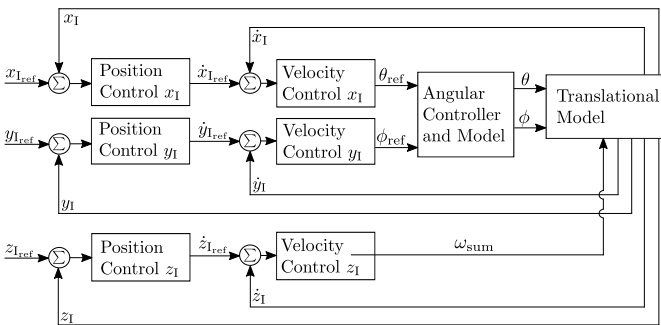 x_I
ẋ_I
x_I_ref
Σ
Position
Control x_I
ẋ_I_ref
Σ
Velocity
Control x_I
θ_ref
Angular
Controller
and Model
θ
ϕ
Translational
Model
y_I_ref
Σ
Position
Control y_I
ẏ_I_ref
Σ
Velocity
Control y_I
ϕ_ref
ẏ_I
y_I
z_I_ref
Σ
Position
Control z_I
ż_I_ref
Σ
Velocity
Control z_I
ω_sum
ż_I
z_I